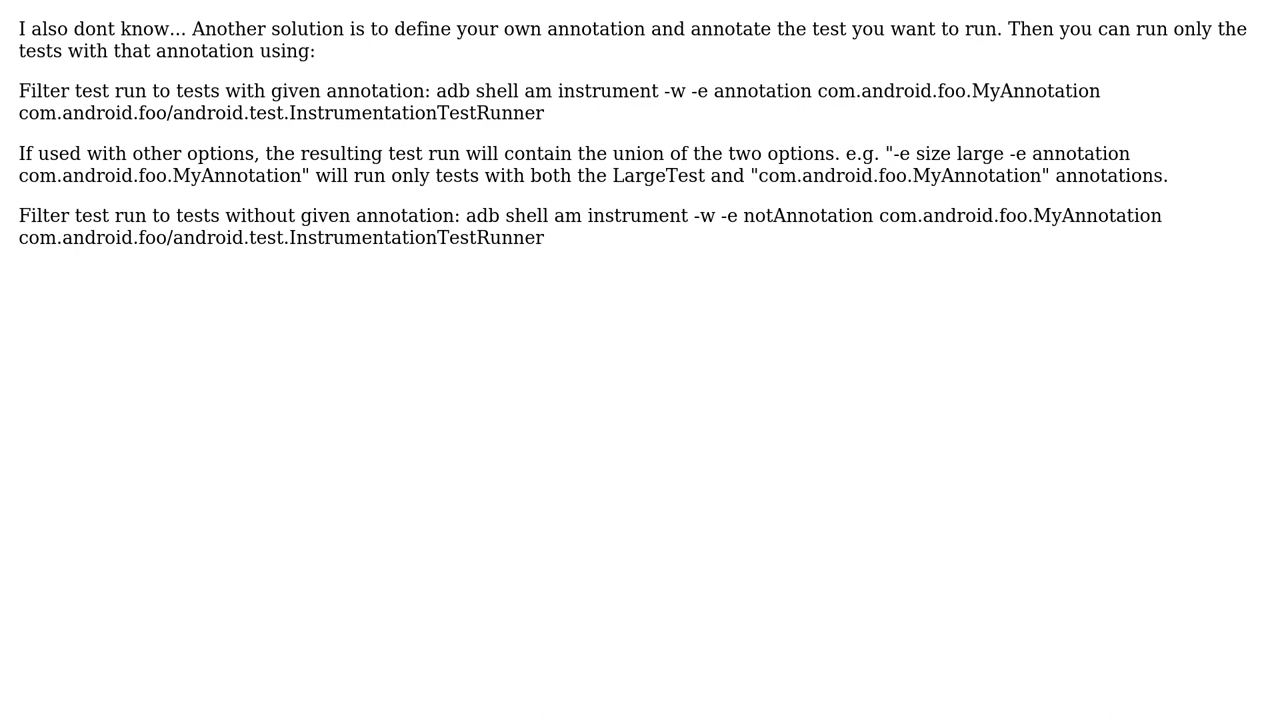 I also dont know... Another solution is to define your own annotation and annotate the test you want to run. Then you can run only the
tests with that annotation using:
Filter test run to tests with given annotation: adb shell am instrument -w -e annotation com.android.foo.MyAnnotation
com.android.foo/android.test.InstrumentationTestRunner
If used with other options, the resulting test run will contain the union of the two options. e.g. "-e size large -e annotation
com.android.foo.MyAnnotation" will run only tests with both the LargeTest and "com.android.foo.MyAnnotation" annotations.
Filter test run to tests without given annotation: adb shell am instrument -w -e notAnnotation com.android.foo.MyAnnotation
com.android.foo/android.test.InstrumentationTestRunner